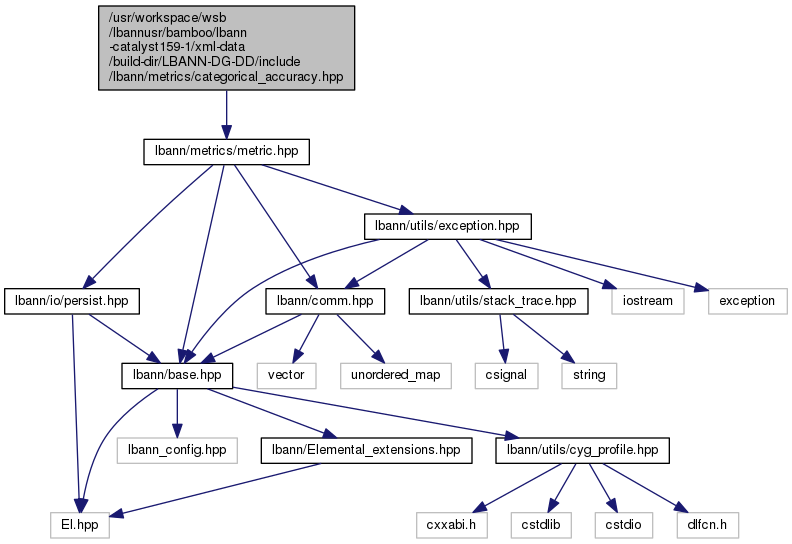 /usr/workspace/wsb
/lbannusr/bamboo/lbann
-catalyst159-1/xml-data
/build-dir/LBANN-DG-DD/include
/lbann/metrics/categorical_accuracy.hpp
lbann/metrics/metric.hpp
lbann/utils/exception.hpp
lbann/io/persist.hpp
lbann/comm.hpp
lbann/utils/stack_trace.hpp
iostream
exception
lbann/base.hpp
vector
unordered_map
csignal
string
lbann_config.hpp
lbann/Elemental_extensions.hpp
lbann/utils/cyg_profile.hpp
El.hpp
cxxabi.h
cstdlib
cstdio
dlfcn.h